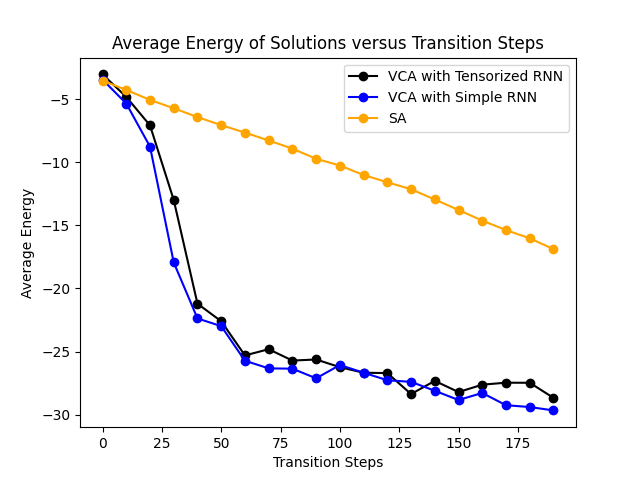 Average Energy of Solutions versus Transition Steps
VCA with Tensorized RNN
VCA with Simple RNN
SA
Average Energy
−5
−10
−15
−20
−25
−30
0
25
50
75
100
125
150
175
Transition Steps